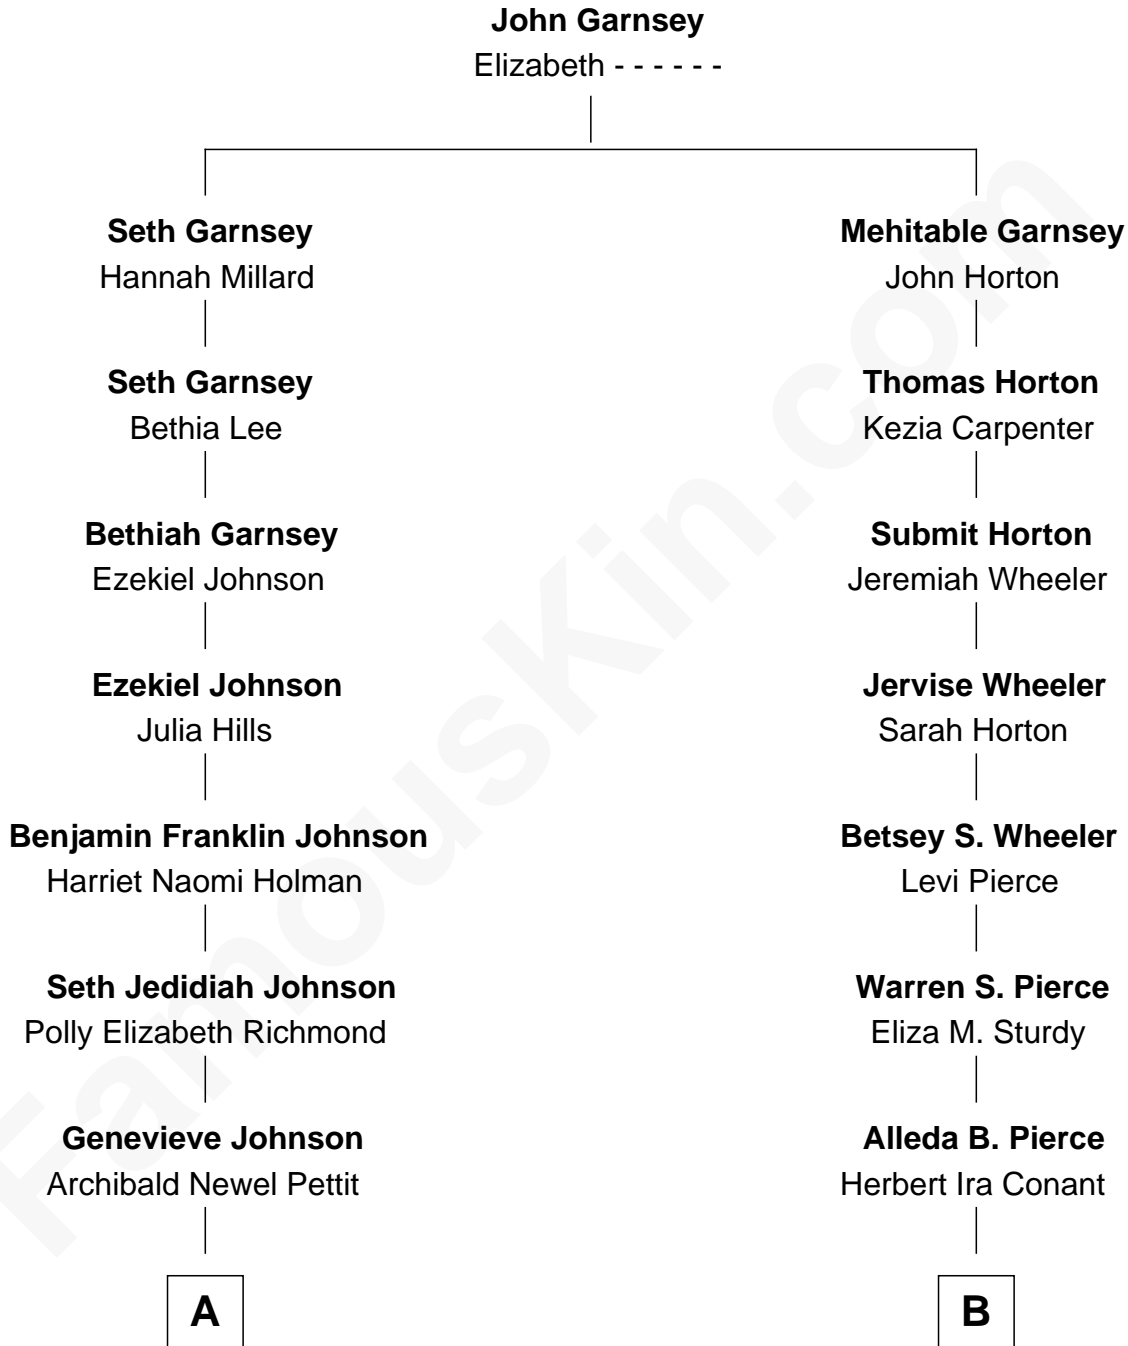 John Garnsey
Elizabeth - - - - - -
Seth Garnsey
Hannah Millard
Seth Garnsey
Bethia Lee
Bethiah Garnsey
Ezekiel Johnson
Ezekiel Johnson
Julia Hills
Benjamin Franklin Johnson
Harriet Naomi Holman
Seth Jedidiah Johnson
Polly Elizabeth Richmond
Genevieve Johnson
Archibald Newel Pettit
A
Mehitable Garnsey
John Horton
Thomas Horton
Kezia Carpenter
Submit Horton
Jeremiah Wheeler
Jervise Wheeler
Sarah Horton
Betsey S. Wheeler
Levi Pierce
Warren S. Pierce
Eliza M. Sturdy
Alleda B. Pierce
Herbert Ira Conant
B
FamousKin.com